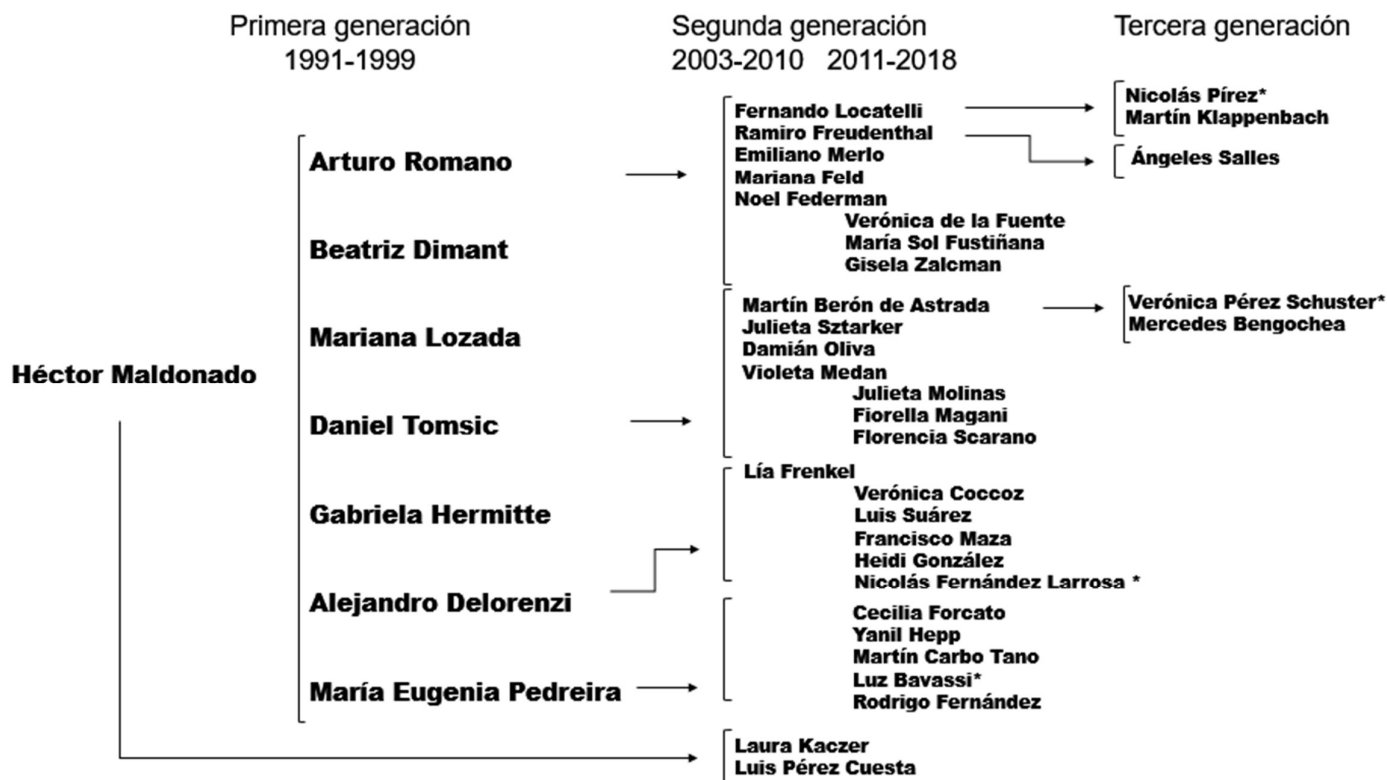 Primera generación
1991-1999
Segunda generación
2003-2010 2011-2018
Tercera generación
Héctor Maldonado
Arturo Romano
Beatriz Dimant
Mariana Lozada
Daniel Tomsic
Gabriela Hermitte
Alejandro Delorenzi
María Eugenia Pedreira
Fernando Locatelli
Ramiro Freudenthal
Emiliano Merlo
Mariana Feld
Noel Federman
Verónica de la Fuente
María Sol Fustiñana
Gisela Zalcman
Martín Berón de Astrada
Julieta Sztarker
Damián Oliva
Violeta Medan
Julieta Molinas
Fiorella Magani
Florencia Scarano
Lía Frenkel
Verónica Coccoz
Luis Suárez
Francisco Maza
Heidi González
Nicolás Fernández Larrosa *
Cecilia Forcato
Yanil Hepp
Martín Carbo Tano
Luz Bavassi*
Rodrigo Fernández
Laura Kaczer
Luis Pérez Cuesta
Nicolás Pírez*
Martín Klappenbach
Ángeles Salles
Verónica Pérez Schuster*
Mercedes Bengochea